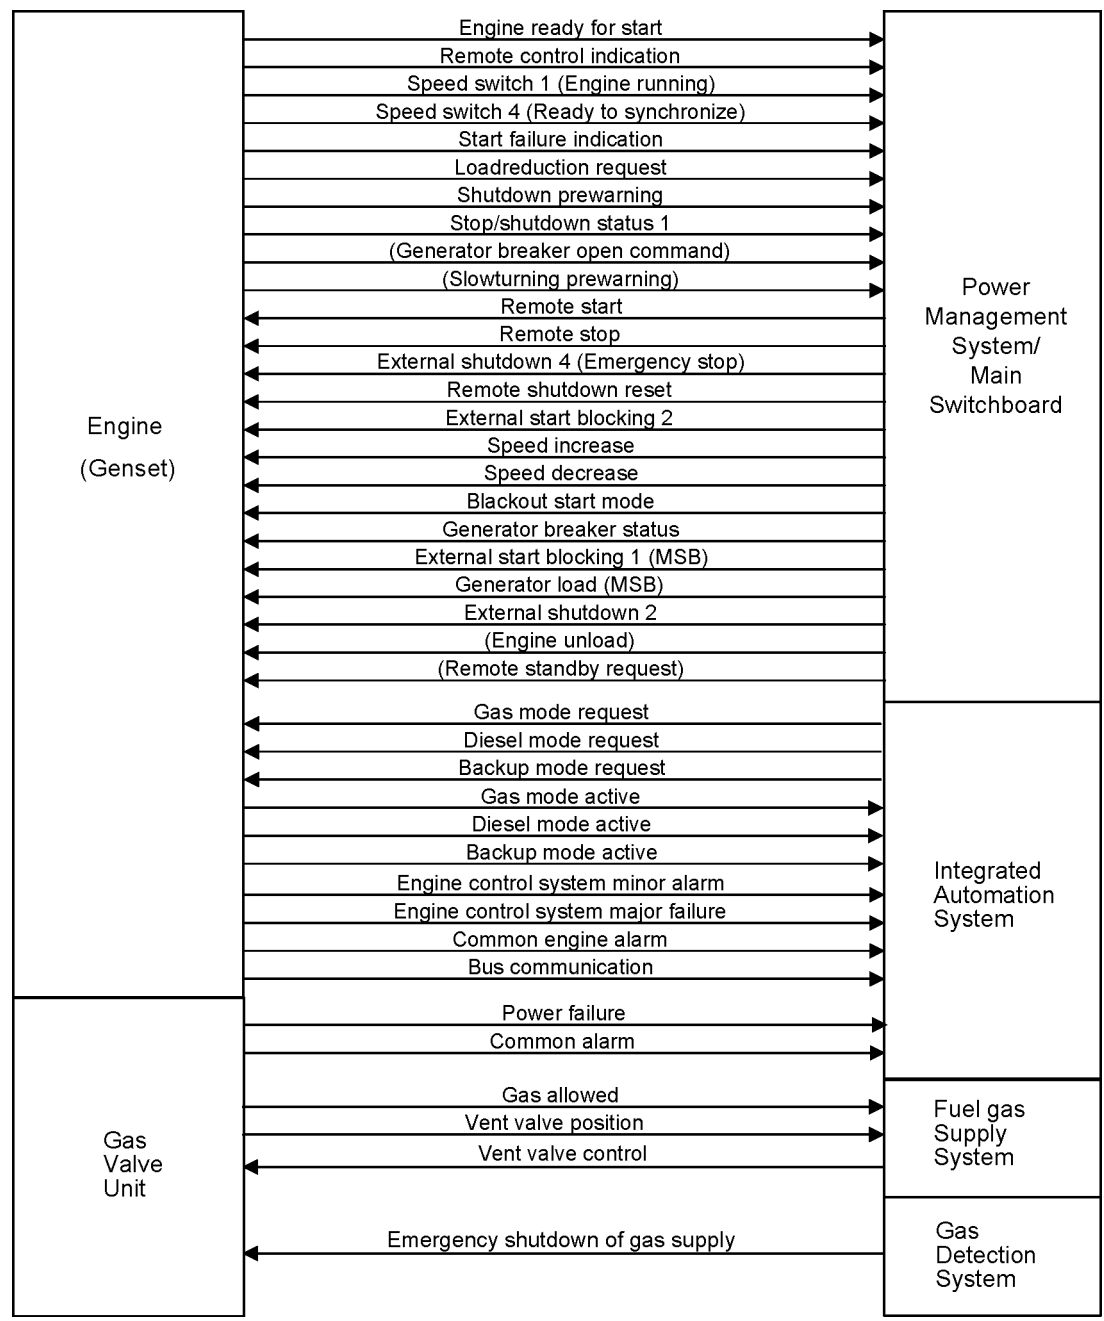 Engine ready for start
Remote control indication
Speed switch 1 (Engine running)
Speed switch 4 (Ready to synchronize)
Start failure indication
Loadreduction request
Shutdown prewarning
Stop/shutdown status 1
(Generator breaker open command)
(Slowturning prewarning)
Remote start
Remote stop
External shutdown 4 (Emergency stop)
Remote shutdown reset
External start blocking 2
Speed increase
Speed decrease
Blackout start mode
Generator breaker status
External start blocking 1 (MSB)
Generator load (MSB)
External shutdown 2
(Engine unload)
(Remote standby request)
Engine
(Genset)
Power
Management
System/
Main
Switchboard
Gas mode request
Diesel mode request
Backup mode request
Gas mode active
Diesel mode active
Backup mode active
Engine control system minor alarm
Engine control system major failure
Common engine alarm
Bus communication
Power failure
Common alarm
Integrated
Automation
System
Gas allowed
Vent valve position
Vent valve control
Gas
Valve
Unit
Fuel gas
Supply
System
Emergency shutdown of gas supply
Gas
Detection
System